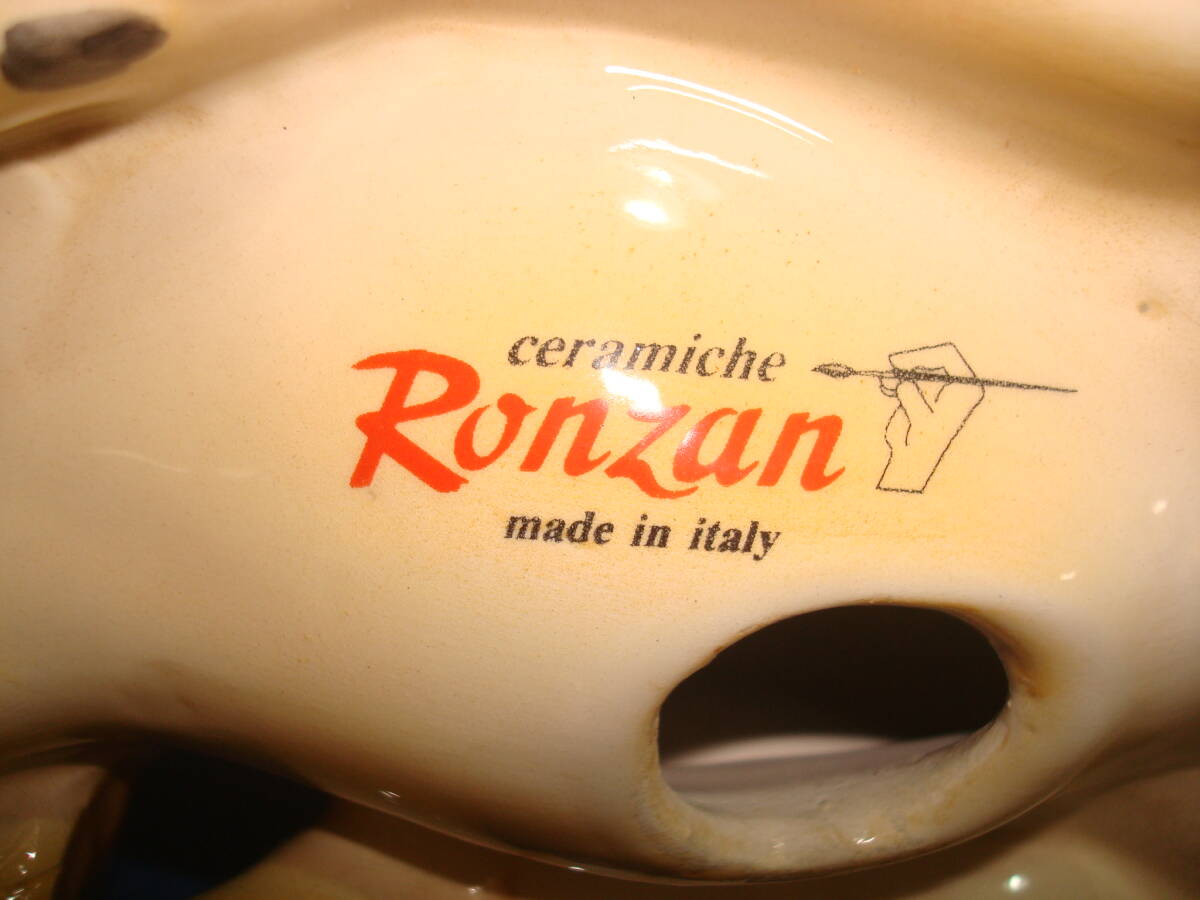 ceramiche
Ronzan
made in italy